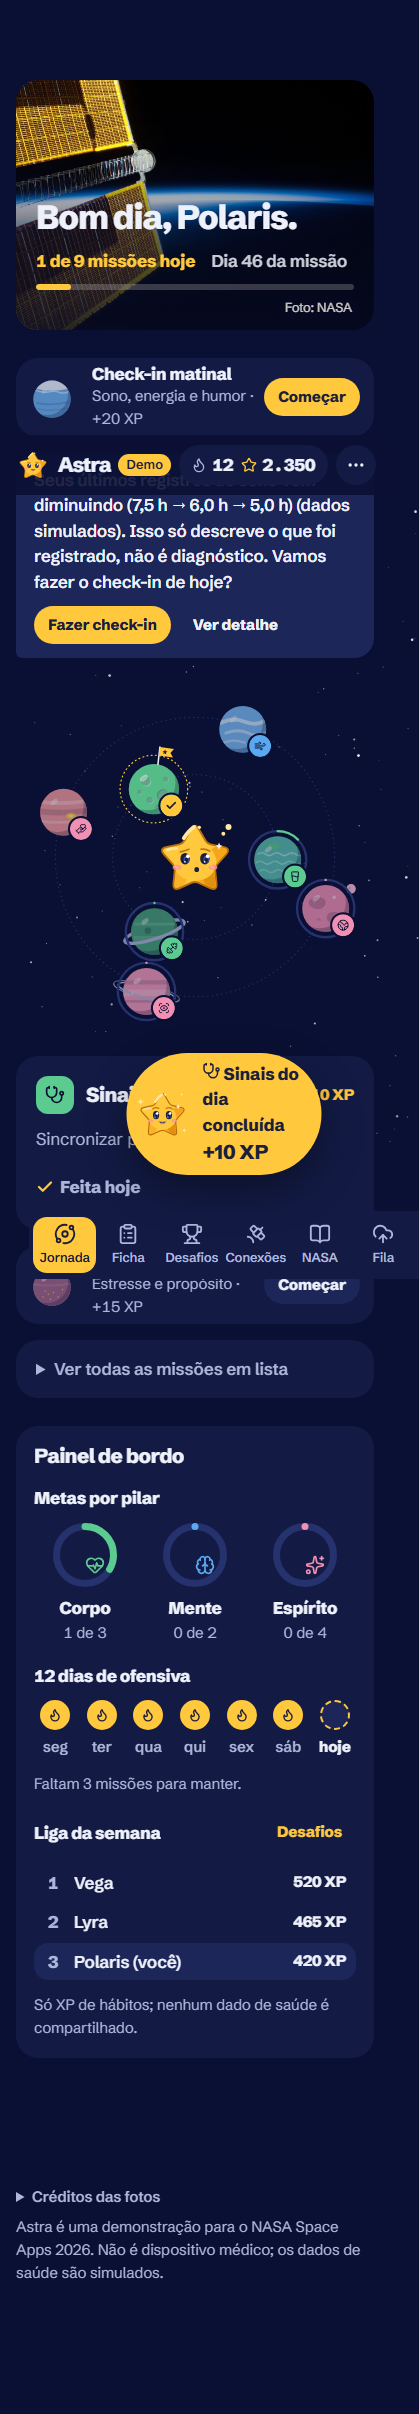 Bom dia, Polaris.
1 de 9 missões hoje Dia 46 da missão
Foto: NASA
Check-in matinal
Sono, energia e humor ·
+20 XP
Começar
Astra Demo 12 2.350
diminuindo (7,5 h → 6,0 h → 5,0 h) (dados
simulados). Isso só descreve o que foi
registrado, não é diagnóstico. Vamos
fazer o check-in de hoje?
Fazer check-in Ver detalhe
Sinais do
dia
concluída
+10 XP
Sinai
0 XP
Sincronizar p
Feita hoje
Jornada Ficha Desafios Conexões NASA Fila
Estresse e propósito ·
+15 XP
Começar
Ver todas as missões em lista
Painel de bordo
Metas por pilar
Corpo Mente Espírito
1 de 3 0 de 2 0 de 4
12 dias de ofensiva
seg ter qua qui sex sáb hoje
Faltam 3 missões para manter.
Liga da semana Desafios
1 Vega 520 XP
2 Lyra 465 XP
3 Polaris (você) 420 XP
Só XP de hábitos; nenhum dado de saúde é
compartilhado.
Créditos das fotos
Astra é uma demonstração para o NASA Space
Apps 2026. Não é dispositivo médico; os dados de
saúde são simulados.